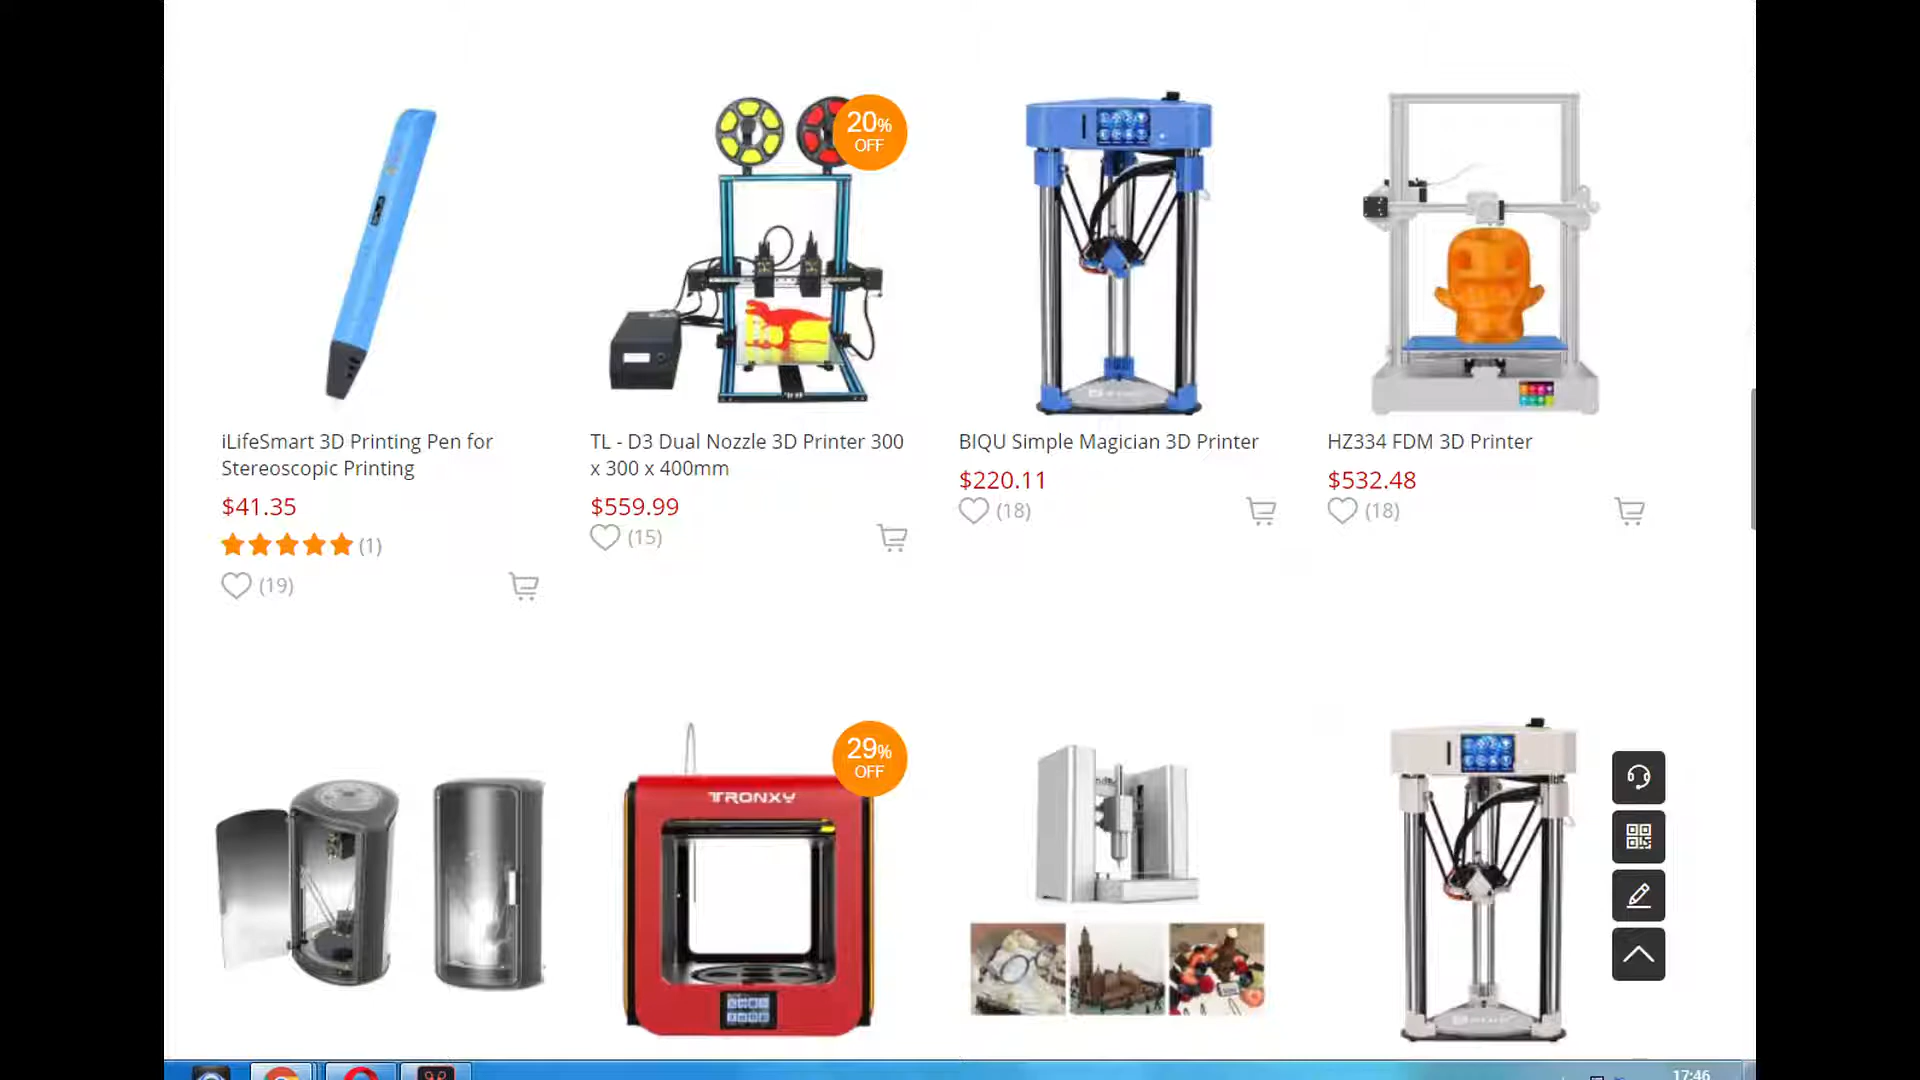 20%
OFF
iLifeSmart 3D Printing Pen for
Stereoscopic Printing
$41.35
(1)
(19)
TL - D3 Dual Nozzle 3D Printer 300
x 300 x 400mm
$559.99
(15)
BIQU Simple Magician 3D Printer
$220.11
(18)
HZ334 FDM 3D Printer
$532.48
(18)
29%
OFF
TRONXY
17:46